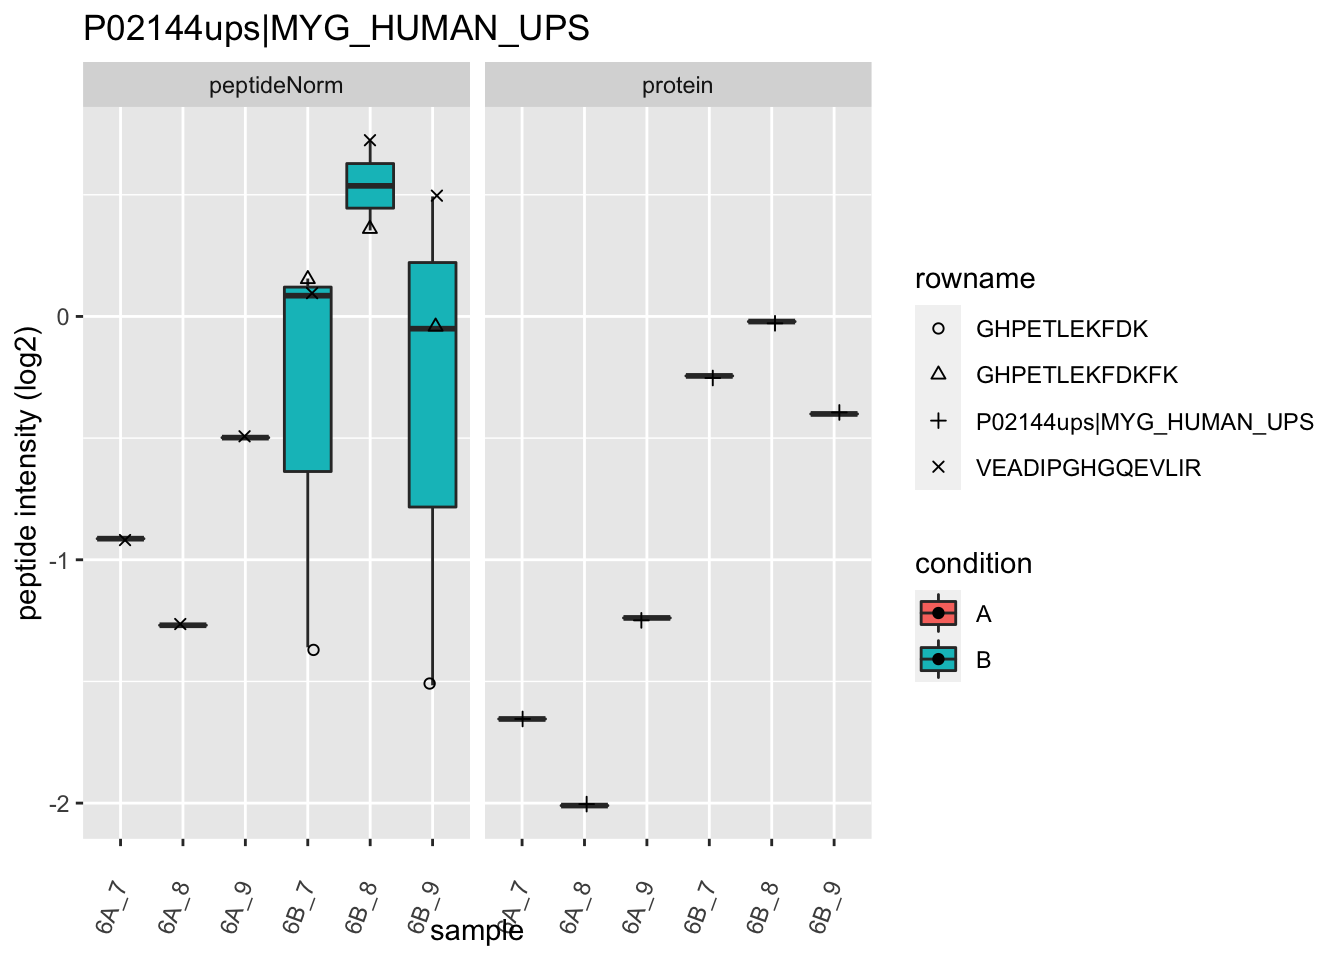 P02144ups|MYG_HUMAN_UPS
peptideNorm
protein
peptide intensity (log2)
0
-1
-2
6A_7
6A_8
6A_9
6B_7
6B_8
6B_9
6A_7
6A_8
6A_9
6B_7
6B_8
6B_9
sample
rowname
GHPETLEKFDK
GHPETLEKFDKFK
P02144ups|MYG_HUMAN_UPS
VEADIPGHGQEVLIR
condition
A
B